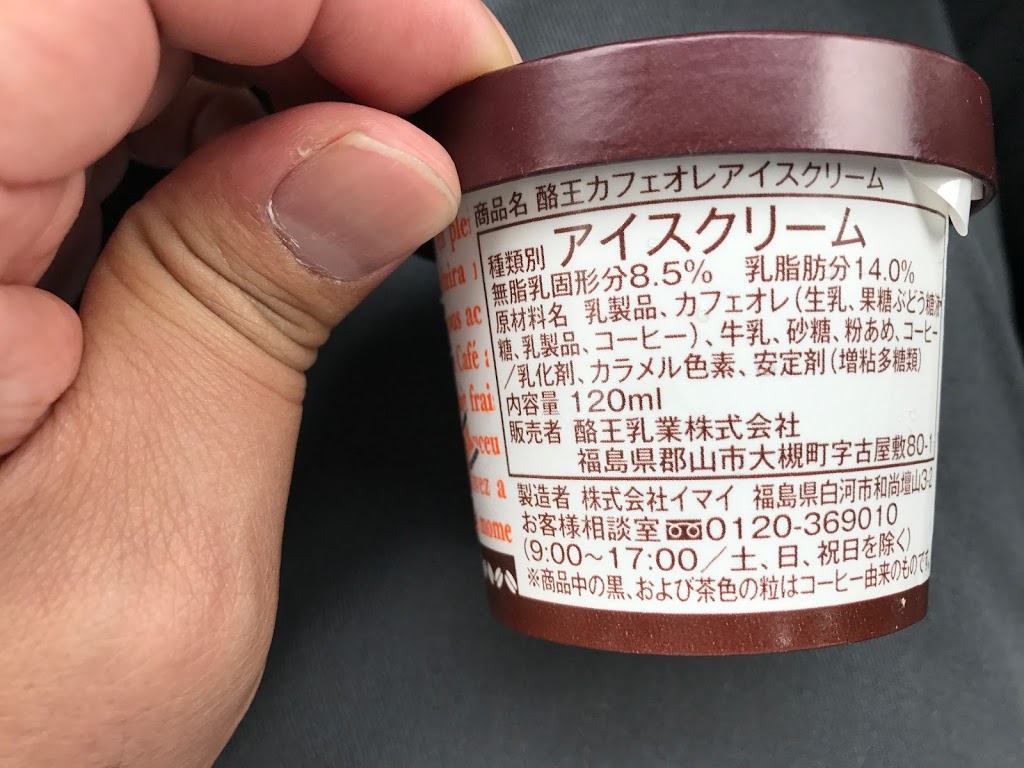 商品名 酪王カフェオレアイスクリーム
種類別 アイスクリーム
無脂乳固形分8.5% 乳脂肪分14.0%
原材料名 乳製品、カフェオレ(生乳、果糖ぶどう糖液
糖、乳製品、コーヒー)、牛乳、砂糖、粉あめ、コーヒー
/乳化剤、カラメル色素、安定剤(増粘多糖類)
内容量 120ml
販売者 酪王乳業株式会社
福島県郡山市大槻町字古屋敷80-1
製造者 株式会社イマイ 福島県白河市和尚壇山3-2
お客様相談室 0120-369010
(9:00~17:00/土、日、祝日を除く)
※商品中の黒、および茶色の粒はコーヒー由来のものです。
ple
ac
Café a
frai
a